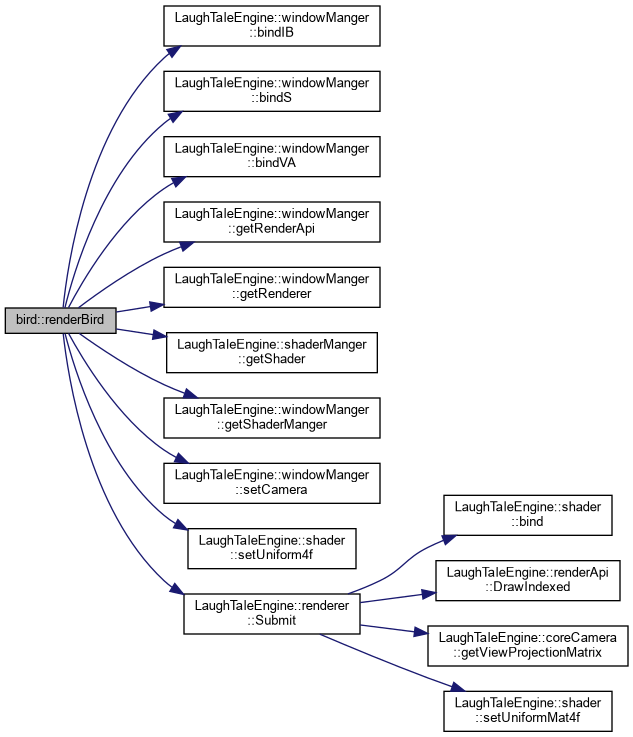 LaughTaleEngine::windowManger
::bindIB
LaughTaleEngine::windowManger
::bindS
LaughTaleEngine::windowManger
::bindVA
LaughTaleEngine::windowManger
::getRenderApi
LaughTaleEngine::windowManger
::getRenderer
bird::renderBird
LaughTaleEngine::shaderManger
::getShader
LaughTaleEngine::windowManger
::getShaderManger
LaughTaleEngine::windowManger
::setCamera
LaughTaleEngine::shader
::setUniform4f
LaughTaleEngine::renderer
::Submit
LaughTaleEngine::shader
::bind
LaughTaleEngine::renderApi
::DrawIndexed
LaughTaleEngine::coreCamera
::getViewProjectionMatrix
LaughTaleEngine::shader
::setUniformMat4f